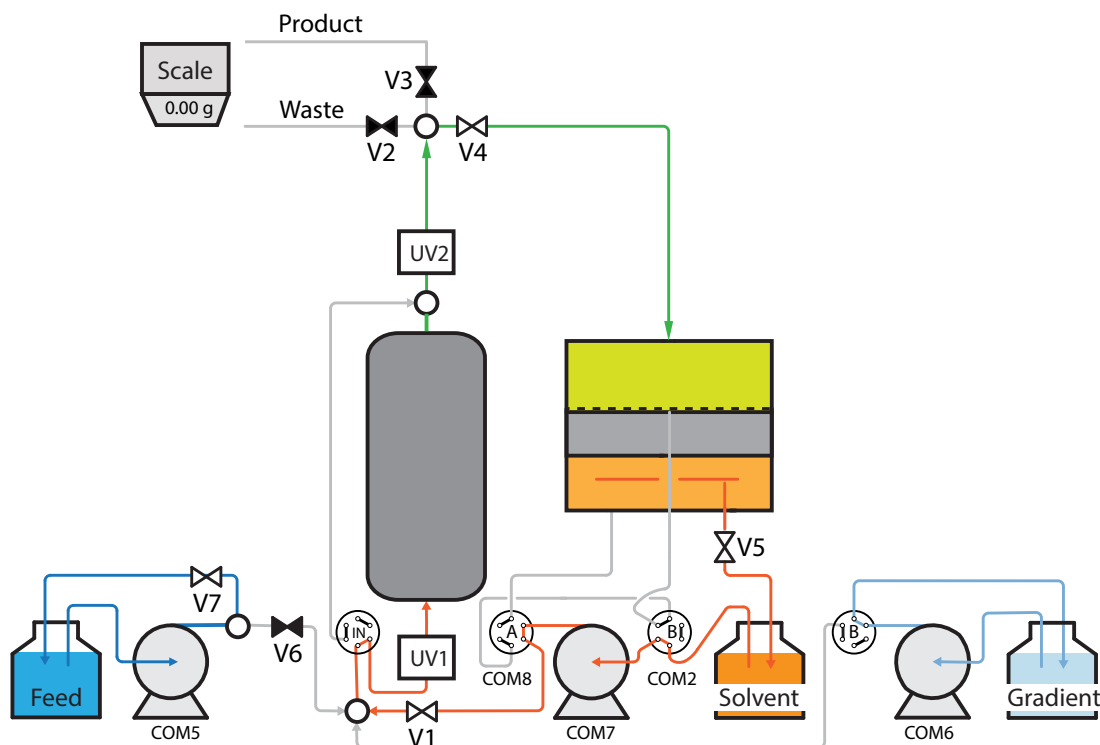 Product
Scale
V3
0.00 g
Waste
V2
V4
UV2
V5
V7
V6
IN
A
B
B
UV1
Feed
COM8
COM2
Solvent
Gradient
COM5
V1
COM7
COM6